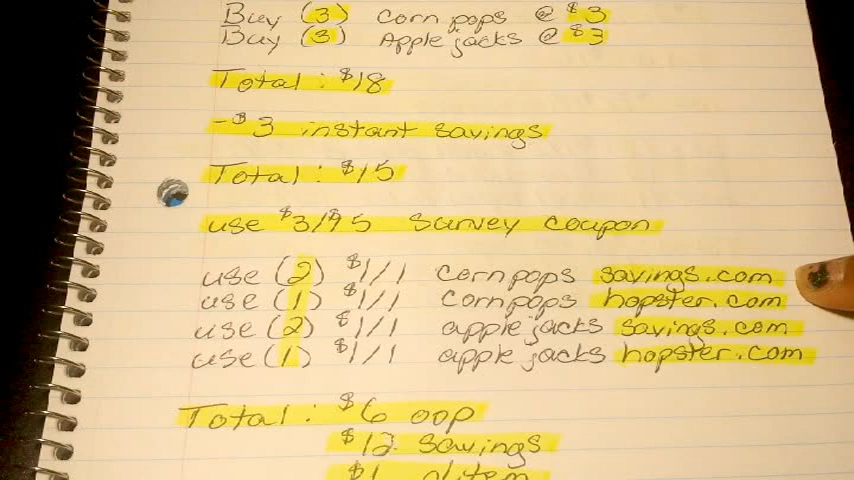 Buy (3) corn pops @ $3
Buy (3) Apple jacks @ $3
Total: $18
-$3 instant savings
Total: $15
use $3/$15 survey coupon
use (2) $1/1 corn pops savings.com
use (1) $1/1 corn pops hopster.com
use (2) $1/1 apple jacks savings.com
use (1) $1/1 apple jacks hopster.com
Total: $6 oop
$12 savings
$1